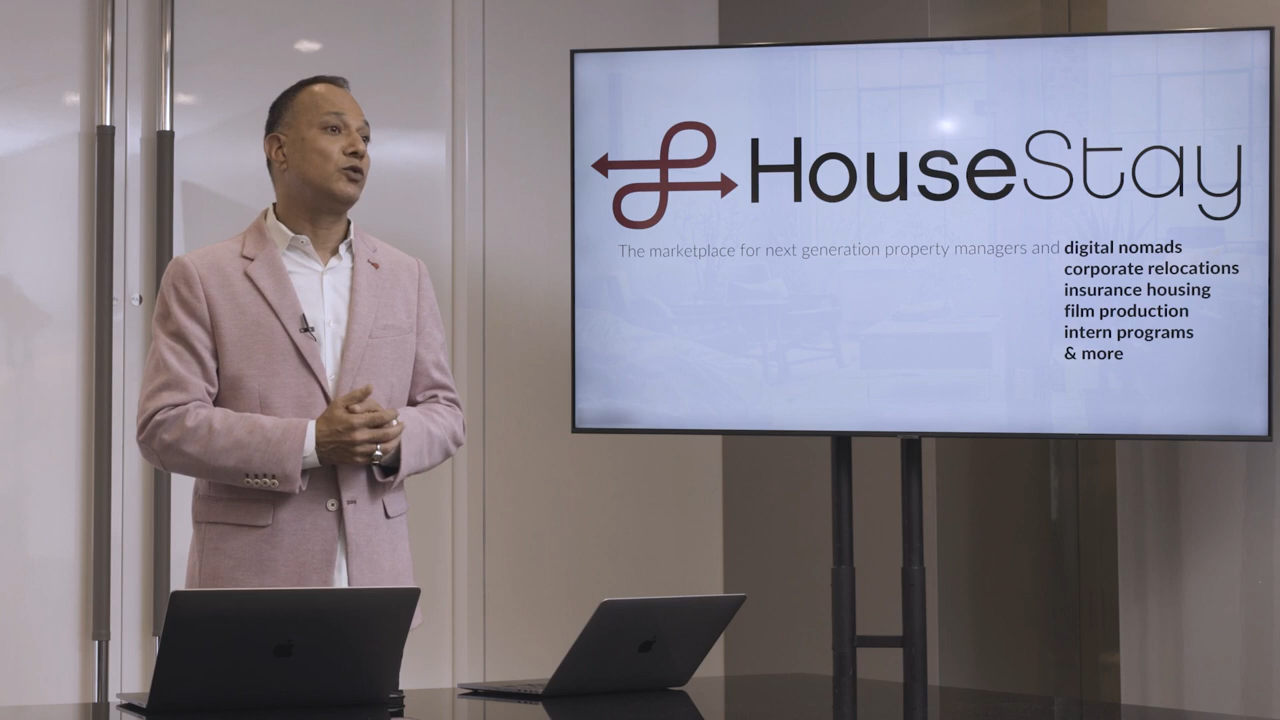 HouseStay
The marketplace for next generation property managers and digital nomads
corporate relocations
insurance housing
film production
intern programs
& more